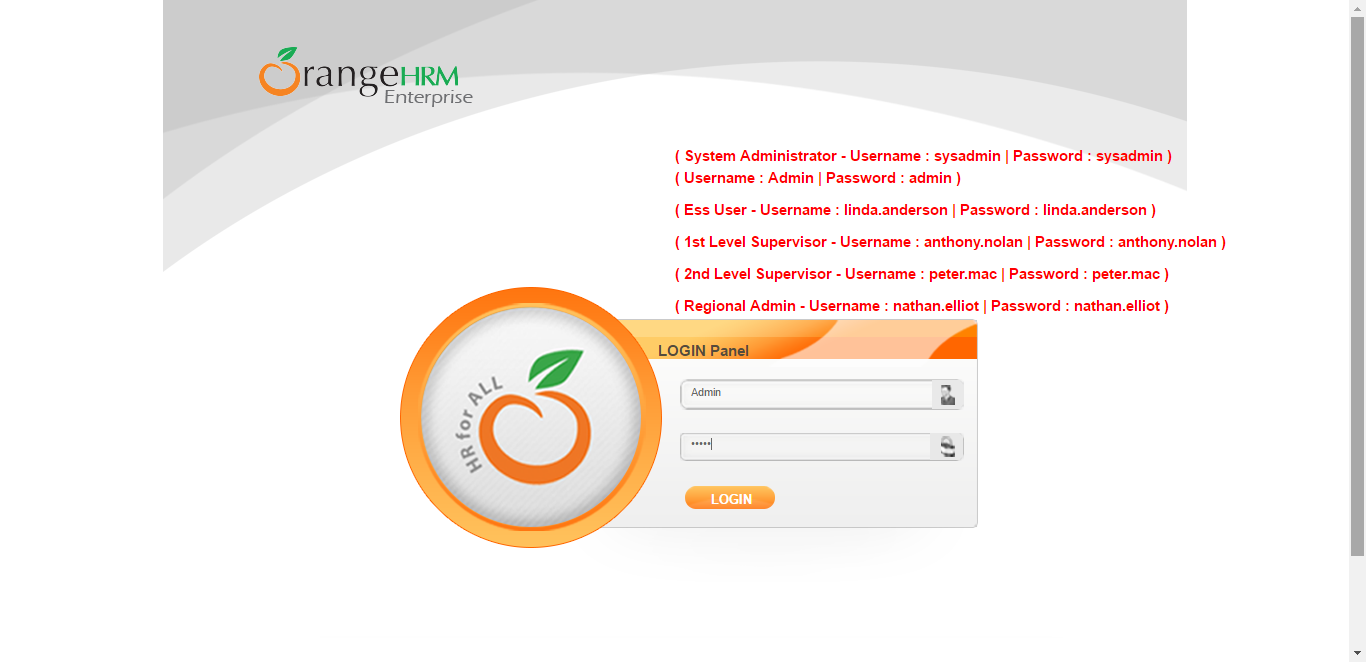 OrangeHRM
Enterprise
( System Administrator - Username : sysadmin | Password : sysadmin )
( Username : Admin | Password : admin )
( Ess User - Username : linda.anderson | Password : linda.anderson )
( 1st Level Supervisor - Username : anthony.nolan | Password : anthony.nolan )
( 2nd Level Supervisor - Username : peter.mac | Password : peter.mac )
( Regional Admin - Username : nathan.elliot | Password : nathan.elliot )
LOGIN Panel
HR for ALL
Admin
•••••
LOGIN